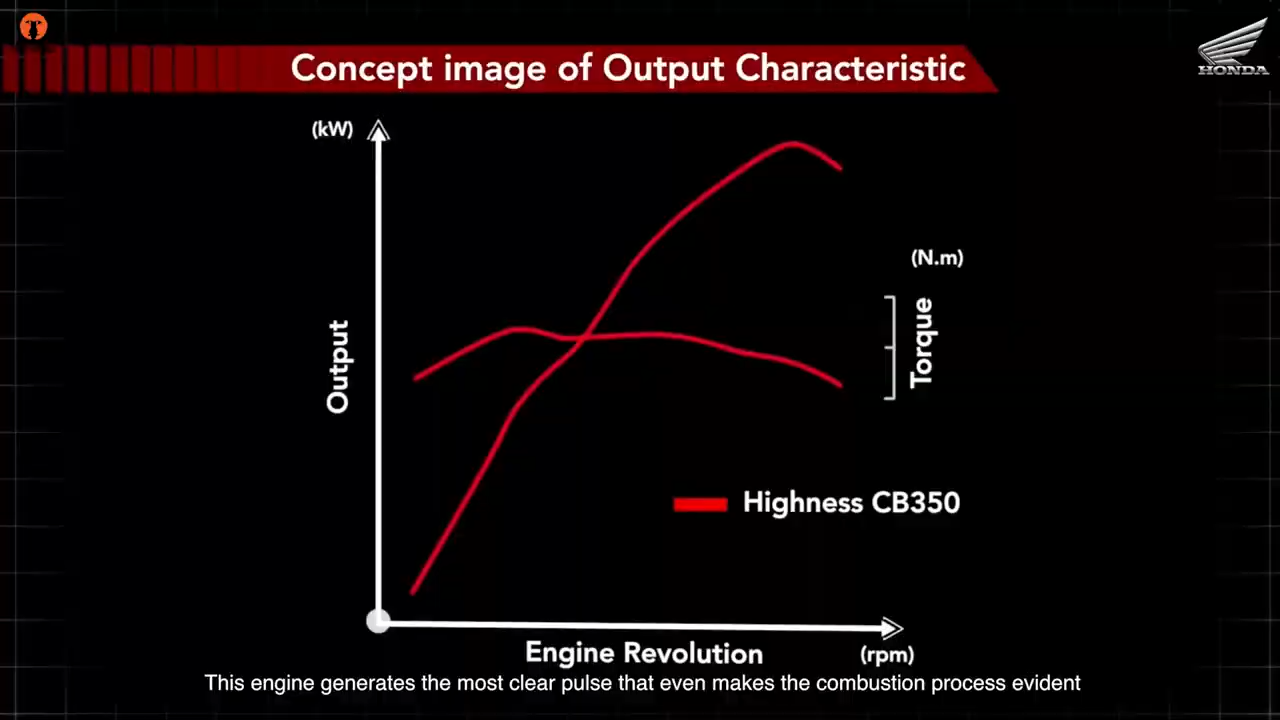 Concept image of Output Characteristic
HONDA
(kW)
(N.m)
Output
Torque
Highness CB350
Engine Revolution
(rpm)
This engine generates the most clear pulse that even makes the combustion process evident